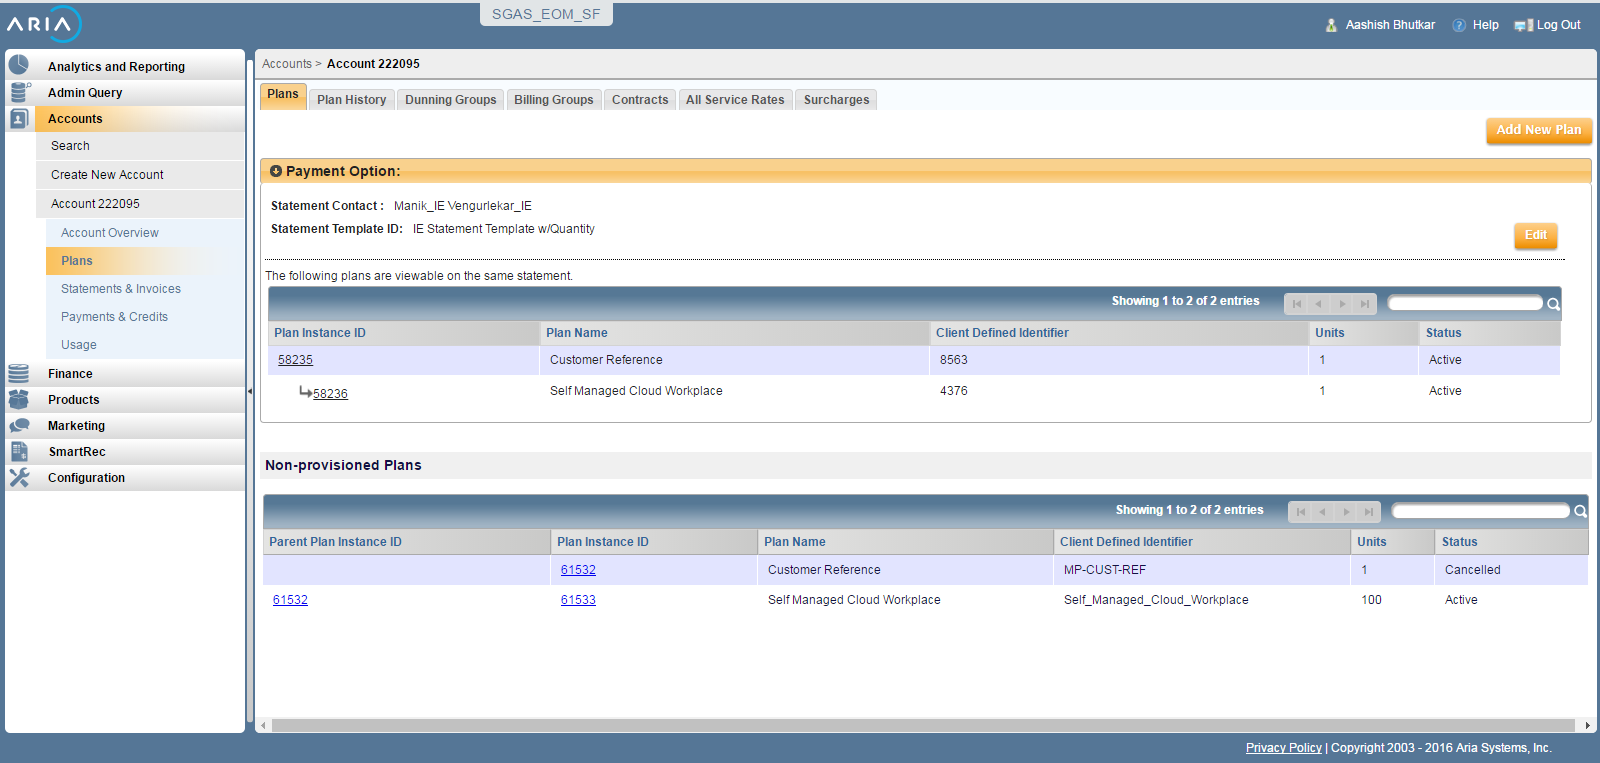 SGAS_EOM_SF
ARIA
Aashish Bhutkar Help Log Out
Analytics and Reporting
Admin Query
Accounts
Search
Create New Account
Account 222095
Account Overview
Plans
Statements & Invoices
Payments & Credits
Usage
Finance
Products
Marketing
SmartRec
Configuration
Accounts > Account 222095
Plans Plan History Dunning Groups Billing Groups Contracts All Service Rates Surcharges
Add New Plan
Payment Option:
Statement Contact : Manik_IE Vengurlekar_IE
Statement Template ID: IE Statement Template w/Quantity
Edit
The following plans are viewable on the same statement.
Showing 1 to 2 of 2 entries
Plan Instance ID Plan Name Client Defined Identifier Units Status
58235 Customer Reference 8563 1 Active
58236 Self Managed Cloud Workplace 4376 1 Active
Non-provisioned Plans
Showing 1 to 2 of 2 entries
Parent Plan Instance ID Plan Instance ID Plan Name Client Defined Identifier Units Status
61532 Customer Reference MP-CUST-REF 1 Cancelled
61532 61533 Self Managed Cloud Workplace Self_Managed_Cloud_Workplace 100 Active
Privacy Policy | Copyright 2003 - 2016 Aria Systems, Inc.